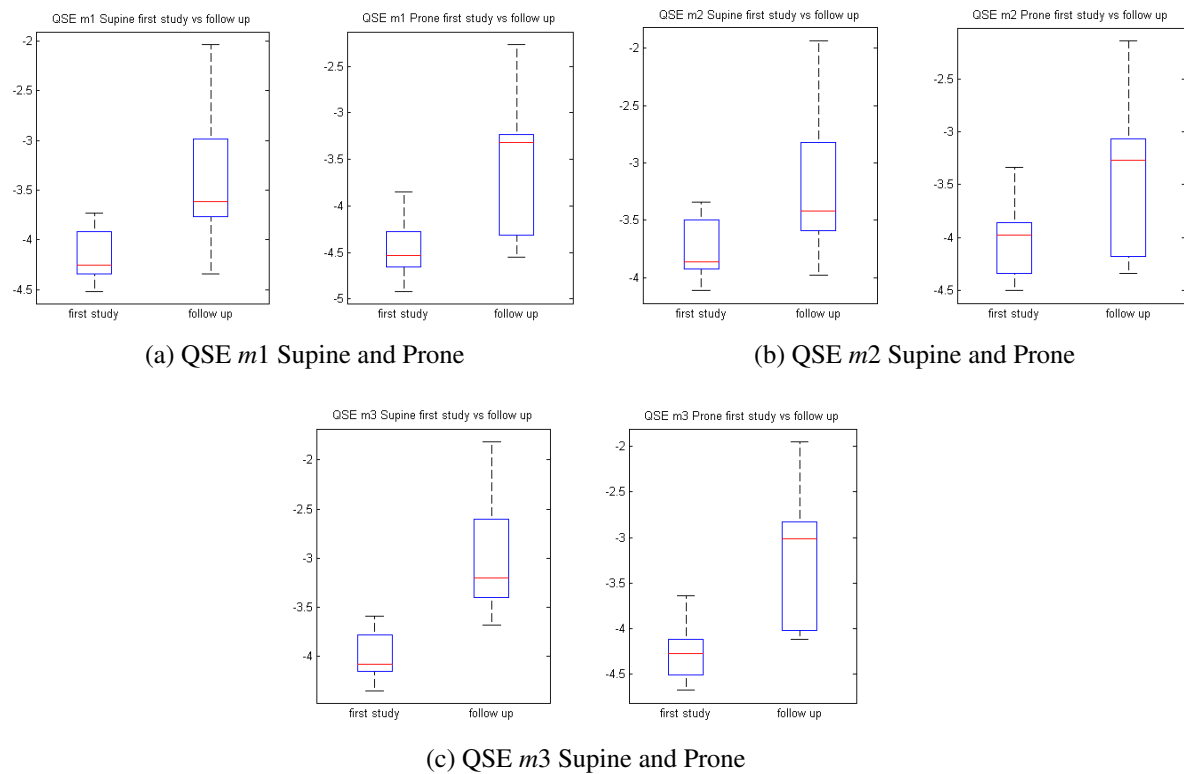 QSE m1 Supine first study vs follow up
-2
-2.5
-3
-3.5
-4
-4.5
first study follow up
QSE m1 Prone first study vs follow up
-2.5
-3
-3.5
-4
-4.5
-5
first study follow up
(a) QSE m1 Supine and Prone
QSE m2 Supine first study vs follow up
-2
-2.5
-3
-3.5
-4
first study follow up
QSE m2 Prone first study vs follow up
-2.5
-3
-3.5
-4
-4.5
first study follow up
(b) QSE m2 Supine and Prone
QSE m3 Supine first study vs follow up
-2
-2.5
-3
-3.5
-4
first study follow up
QSE m3 Prone first study vs follow up
-2
-2.5
-3
-3.5
-4
-4.5
first study follow up
(c) QSE m3 Supine and Prone